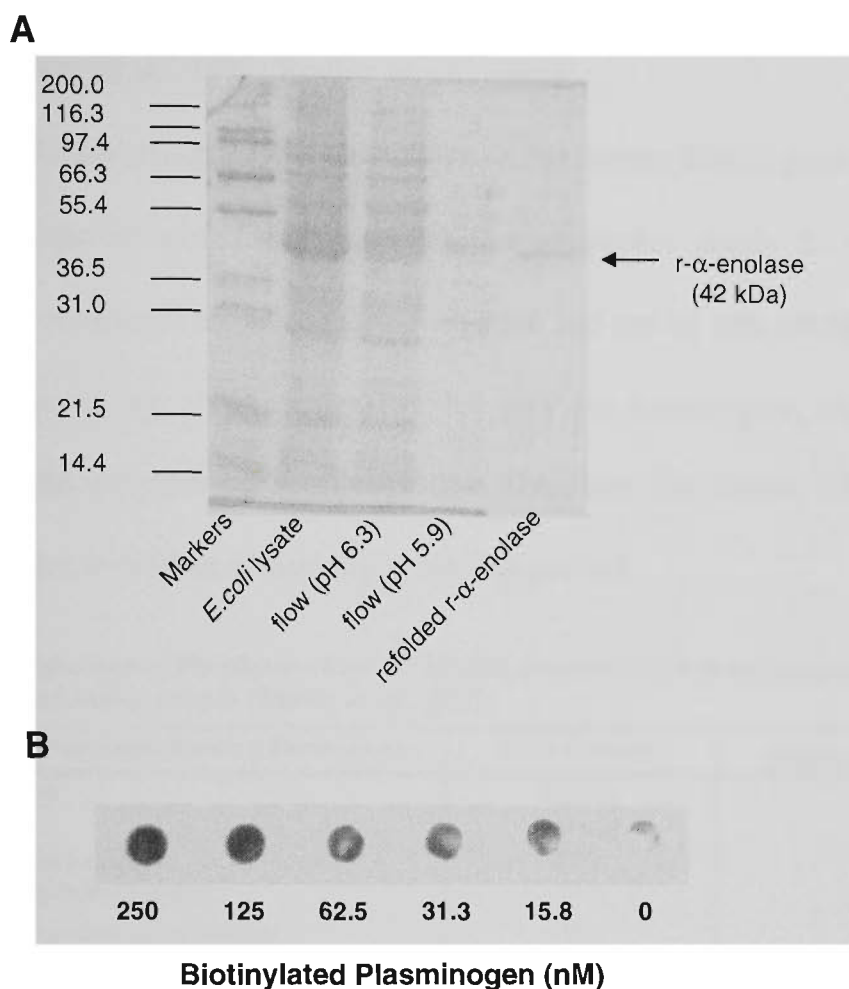 A
200.0
116.3
97.4
66.3
55.4
36.5
31.0
21.5
14.4
r-α-enolase
(42 kDa)
Markers
E.coli lysate
flow (pH 6.3)
flow (pH 5.9)
refolded r-α-enolase
B
250 125 62.5 31.3 15.8 0
Biotinylated Plasminogen (nM)